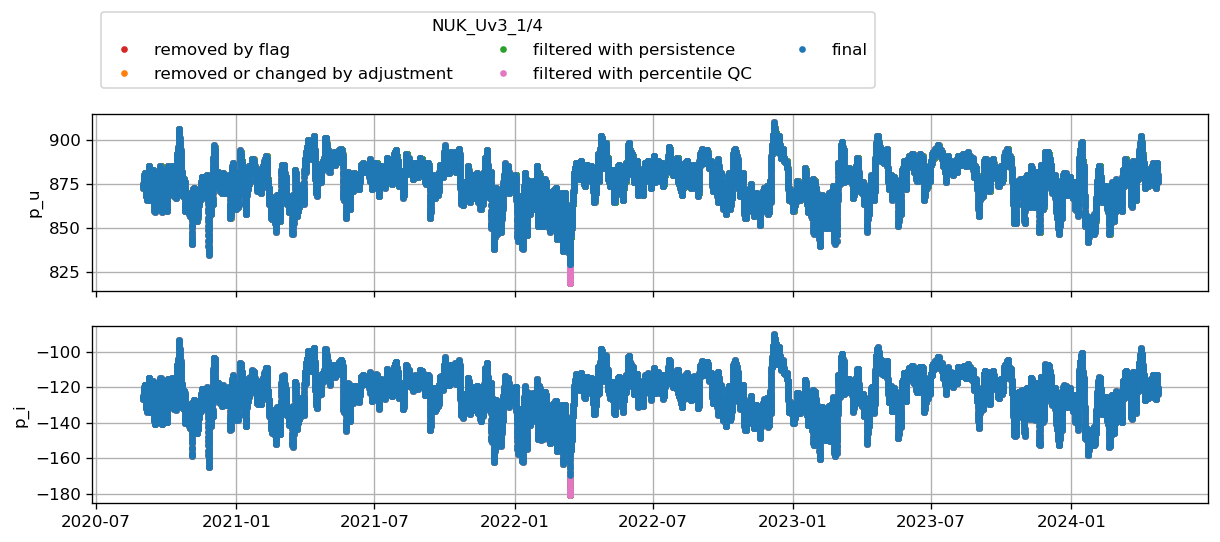 NUK_Uv3_1/4
removed by flag
removed or changed by adjustment
filtered with persistence
filtered with percentile QC
final
900
875
850
825
p_u
−100
−120
−140
−160
−180
p_i
2020-07 2021-01 2021-07 2022-01 2022-07 2023-01 2023-07 2024-01